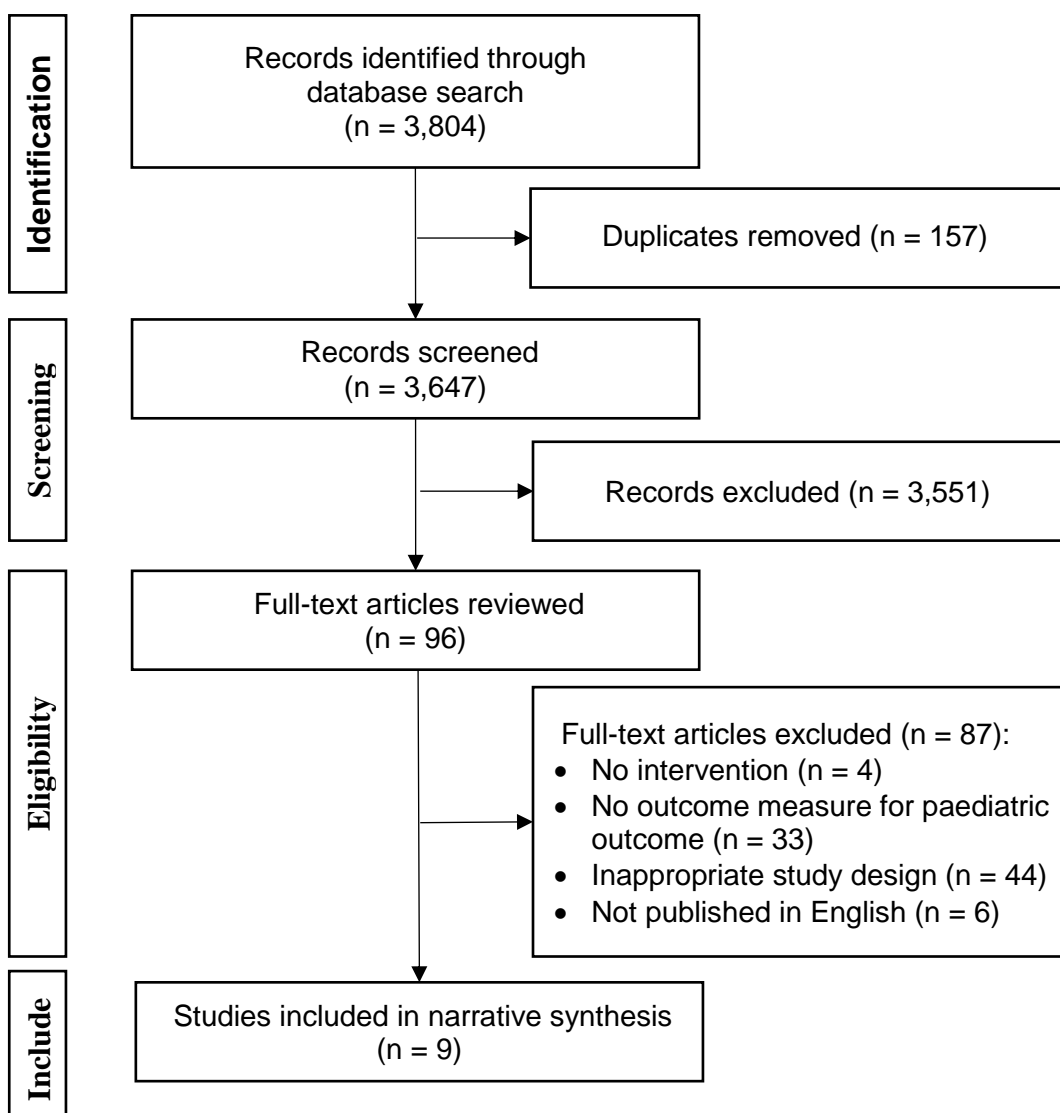 Identification
Records identified through
database search
(n = 3,804)
Duplicates removed (n = 157)
Screening
Records screened
(n = 3,647)
Records excluded (n = 3,551)
Eligibility
Full-text articles reviewed
(n = 96)
Full-text articles excluded (n = 87):
• No intervention (n = 4)
• No outcome measure for paediatric
outcome (n = 33)
• Inappropriate study design (n = 44)
• Not published in English (n = 6)
Include
Studies included in narrative synthesis
(n = 9)